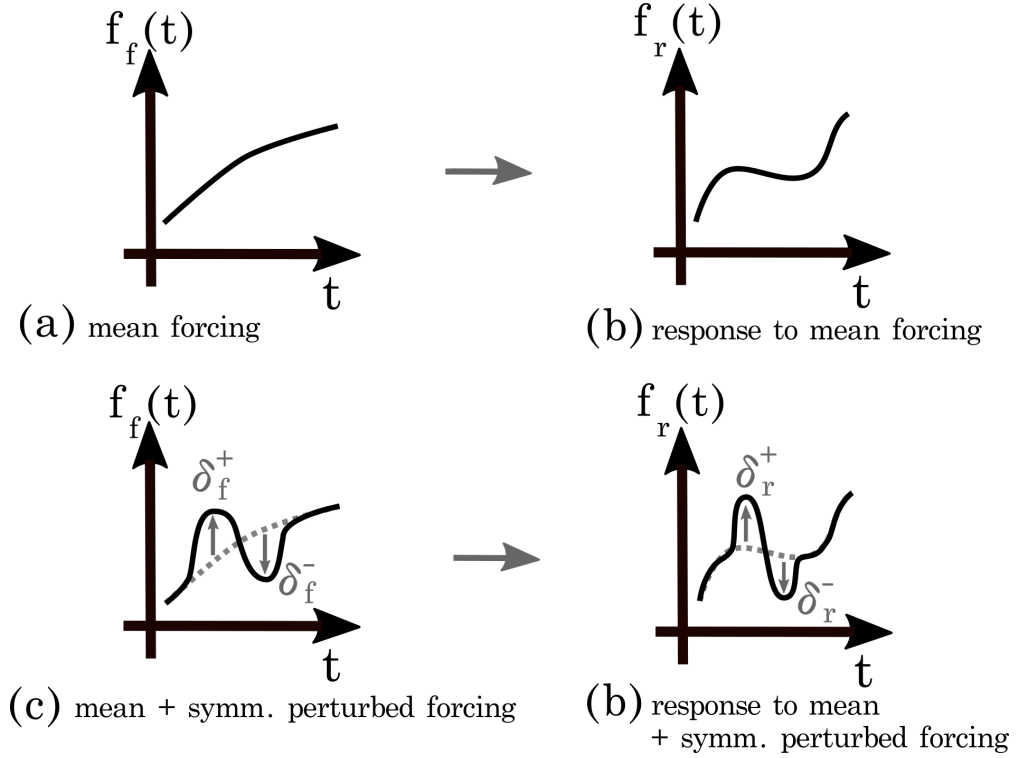 f_f(t)
f_r(t)
t
t
(a) mean forcing
(b) response to mean forcing
f_f(t)
f_r(t)
δ_f^+
δ_r^+
δ_f^-
δ_r^-
t
t
(c) mean + symm. perturbed forcing
(b) response to mean
+ symm. perturbed forcing